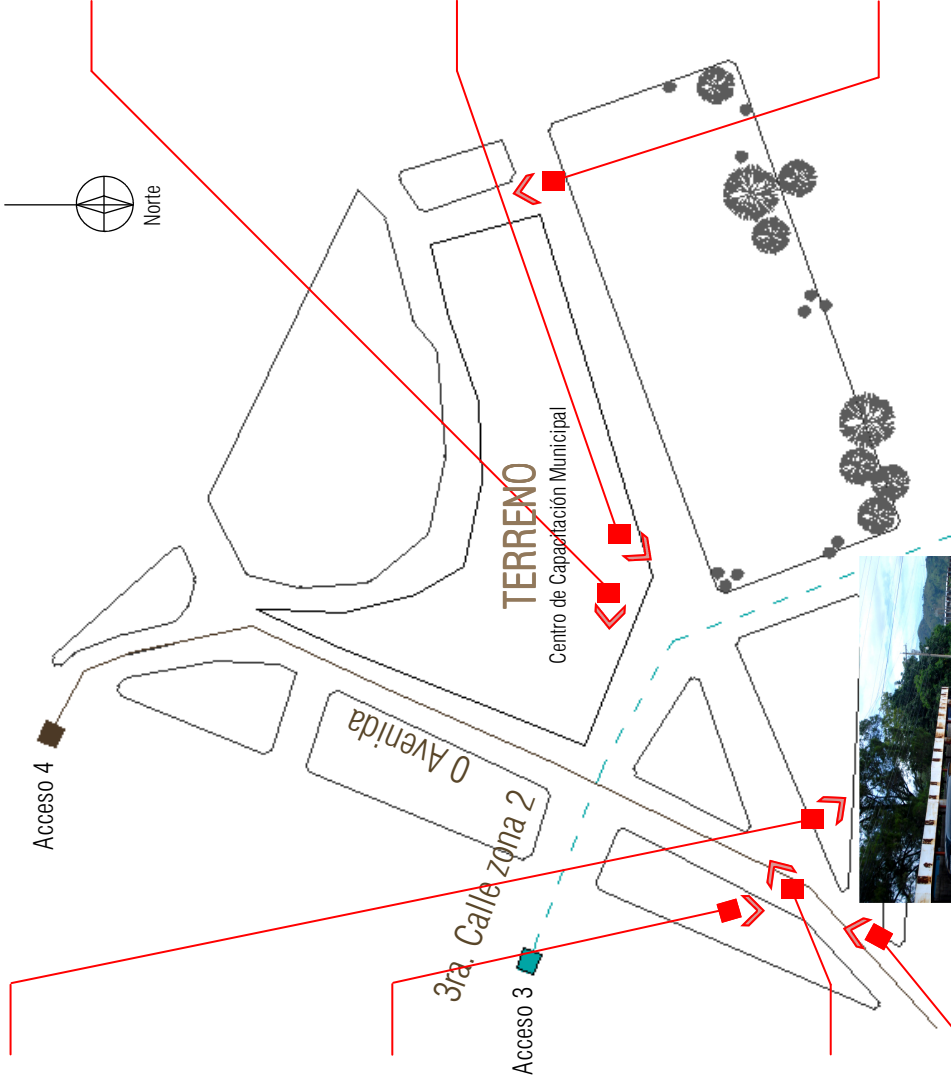 Norte
Acceso 4
TERRENO
Centro de Capacitación Municipal
0 Avenida
3ra. Calle zona 2
Acceso 3